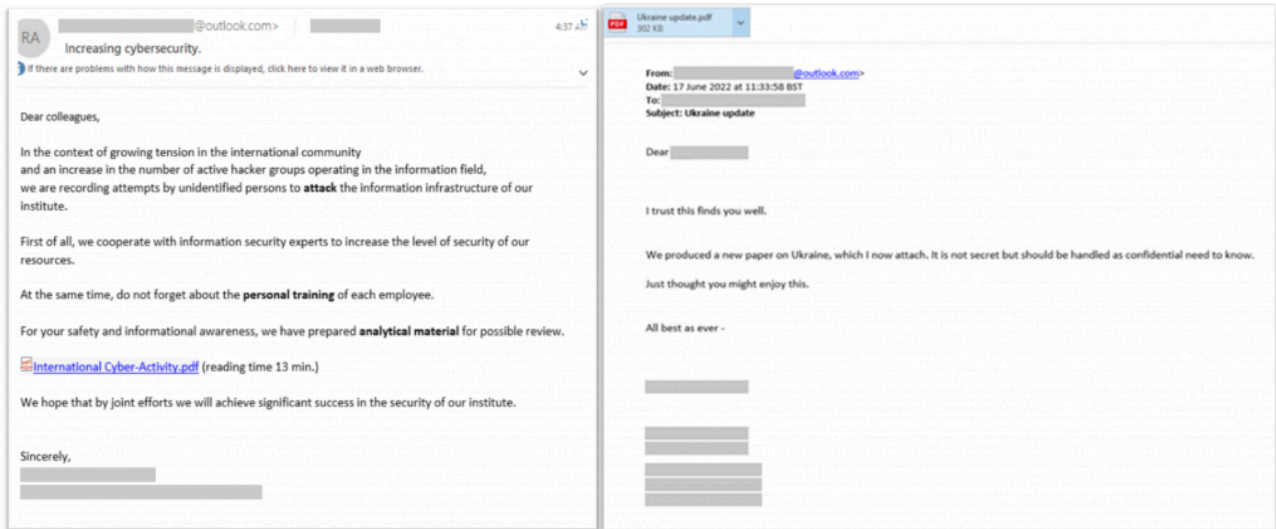 RA
@outlook.com>
4:37 AM
Increasing cybersecurity.
If there are problems with how this message is displayed, click here to view it in a web browser.
Dear colleagues,
In the context of growing tension in the international community
and an increase in the number of active hacker groups operating in the information field,
we are recording attempts by unidentified persons to attack the information infrastructure of our
institute.
First of all, we cooperate with information security experts to increase the level of security of our
resources.
At the same time, do not forget about the personal training of each employee.
For your safety and informational awareness, we have prepared analytical material for possible review.
International Cyber-Activity.pdf (reading time 13 min.)
We hope that by joint efforts we will achieve significant success in the security of our institute.
Sincerely,
PDF
Ukraine update.pdf
302 KB
From: @outlook.com>
Date: 17 June 2022 at 11:33:58 BST
To:
Subject: Ukraine update
Dear
I trust this finds you well.
We produced a new paper on Ukraine, which I now attach. It is not secret but should be handled as confidential need to know.
Just thought you might enjoy this.
All best as ever -